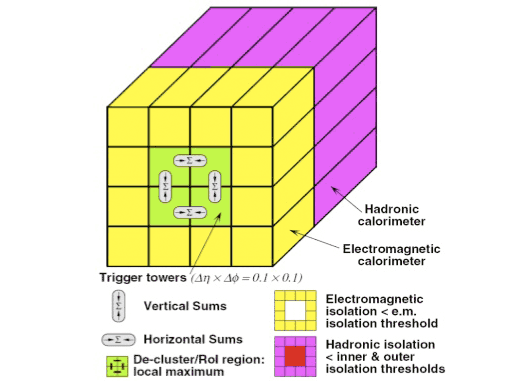 Σ
Σ
Σ
Σ
Hadronic
calorimeter
Electromagnetic
calorimeter
Trigger towers (Δη × Δφ = 0.1 × 0.1)
Σ
Vertical Sums
Σ
Horizontal Sums
De-cluster/RoI region:
local maximum
Electromagnetic
isolation < e.m.
isolation threshold
Hadronic isolation
< inner & outer
isolation thresholds